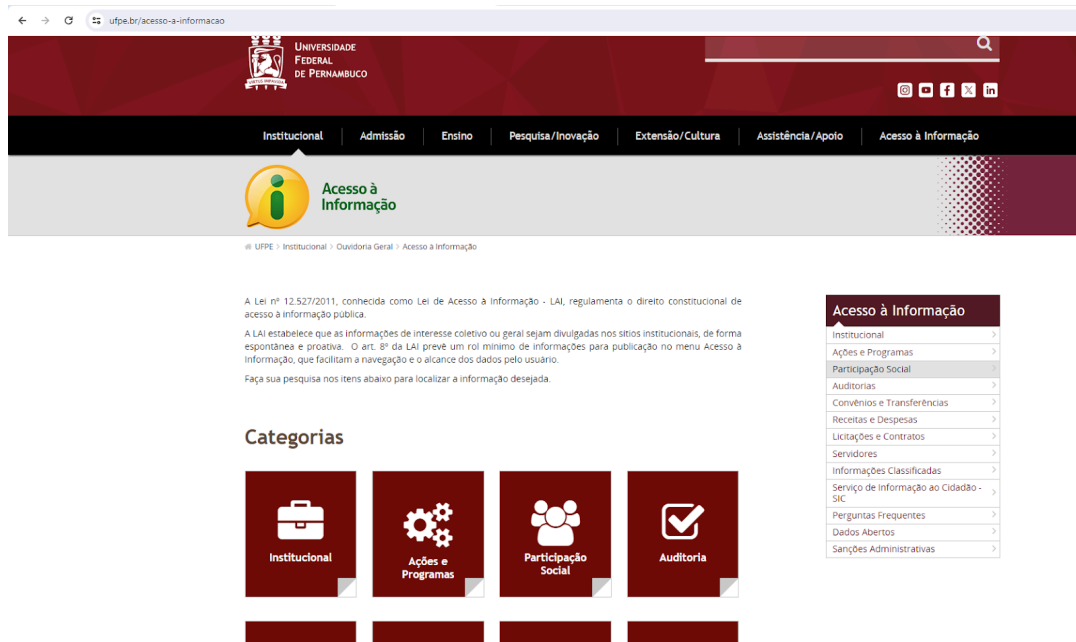 ufpe.br/acesso-a-informacao
UNIVERSIDADE
FEDERAL
DE PERNAMBUCO
VIRTUS IMPAVIDA
Institucional
Admissão
Ensino
Pesquisa/Inovação
Extensão/Cultura
Assistência/Apoio
Acesso à Informação
Acesso à
Informação
UFPE > Institucional > Ouvidoria Geral > Acesso a Informação
A Lei nº 12.527/2011, conhecida como Lei de Acesso à Informação - LAI, regulamenta o direito constitucional de
acesso à informação pública.
A LAI estabelece que as informações de interesse coletivo ou geral sejam divulgadas nos sítios institucionais, de forma
espontânea e proativa. O art. 8º da LAI prevê um rol mínimo de informações para publicação no menu Acesso à
Informação, que facilitam a navegação e o alcance dos dados pelo usuário.
Faça sua pesquisa nos itens abaixo para localizar a informação desejada.
Categorias
Institucional
Ações e
Programas
Participação
Social
Auditoria
Acesso à Informação
Institucional
Ações e Programas
Participação Social
Auditorias
Convênios e Transferências
Receitas e Despesas
Licitações e Contratos
Servidores
Informações Classificadas
Serviço de Informação ao Cidadão -
SIC
Perguntas Frequentes
Dados Abertos
Sanções Administrativas